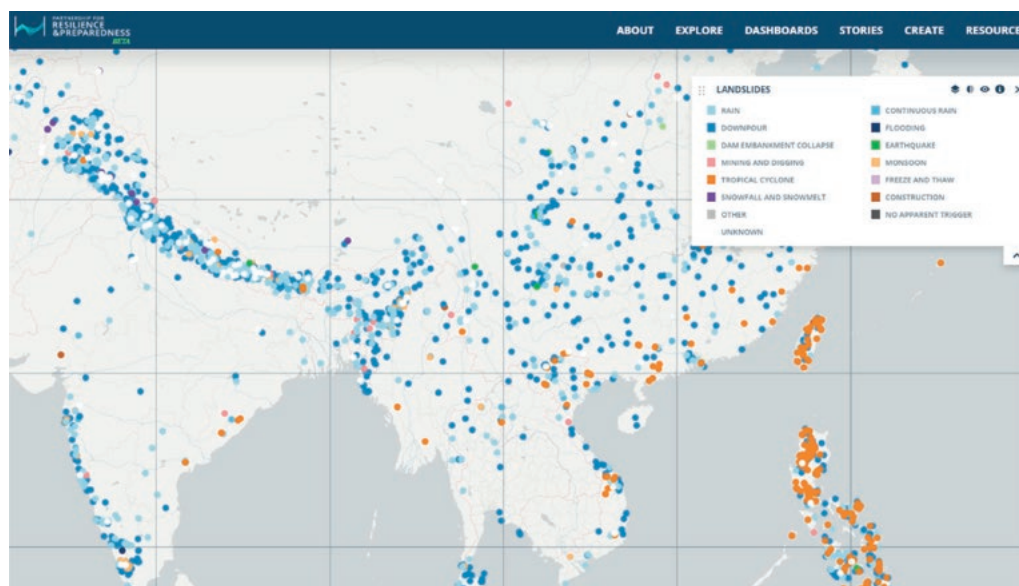 PARTNERSHIP FOR
RESILIENCE
&PREPAREDNESS
BETA
ABOUT EXPLORE DASHBOARDS STORIES CREATE RESOURCE
LANDSLIDES
RAIN CONTINUOUS RAIN
DOWNPOUR FLOODING
DAM EMBANKMENT COLLAPSE EARTHQUAKE
MINING AND DIGGING MONSOON
TROPICAL CYCLONE FREEZE AND THAW
SNOWFALL AND SNOWMELT CONSTRUCTION
OTHER NO APPARENT TRIGGER
UNKNOWN